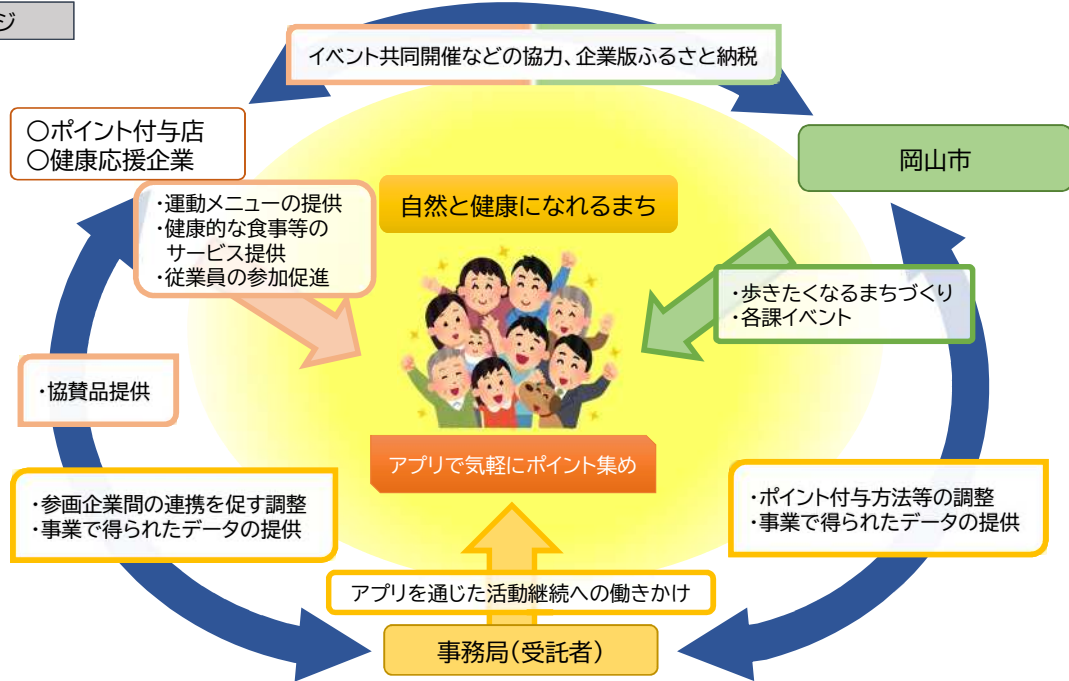 ジ
イベント共同開催などの協力、企業版ふるさと納税
〇ポイント付与店
〇健康応援企業
岡山市
・運動メニューの提供
・健康的な食事等の
サービス提供
・従業員の参加促進
自然と健康になれるまち
・歩きたくなるまちづくり
・各課イベント
・協賛品提供
アプリで気軽にポイント集め
・参画企業間の連携を促す調整
・事業で得られたデータの提供
・ポイント付与方法等の調整
・事業で得られたデータの提供
アプリを通じた活動継続への働きかけ
事務局(受託者)